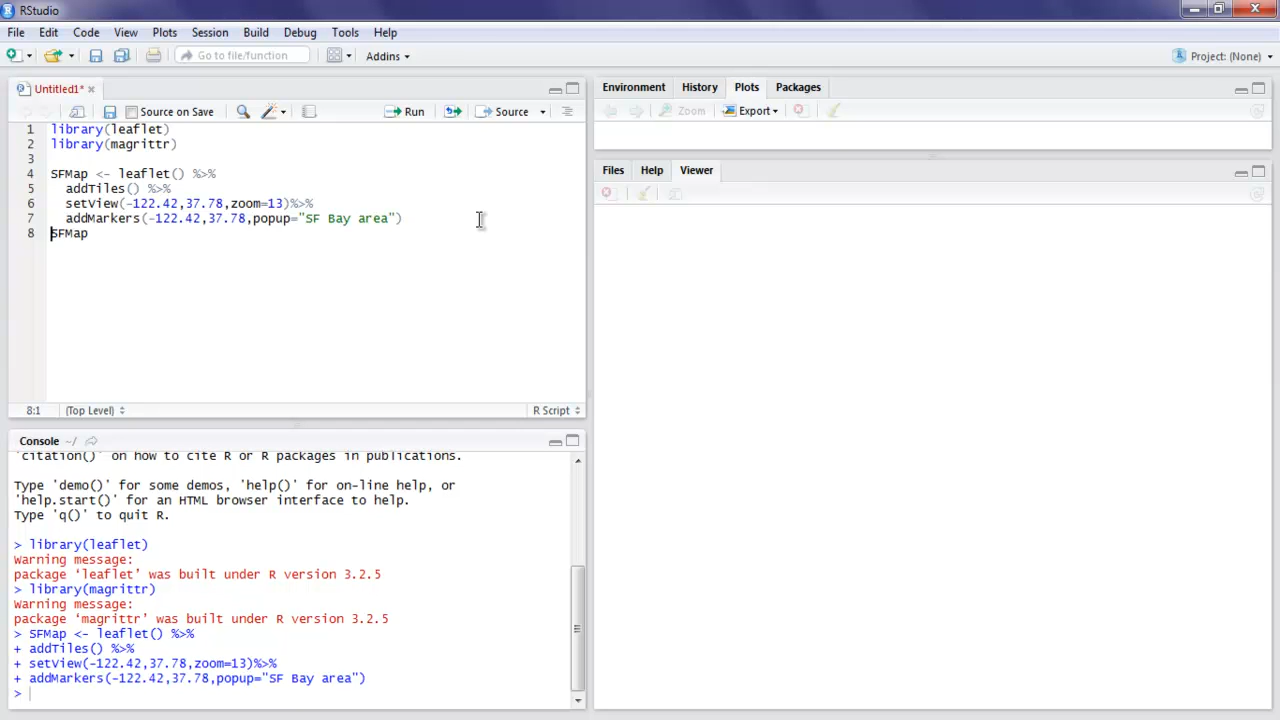 RStudio
File Edit Code View Plots Session Build Debug Tools Help
Go to file/function Addins Project: (None)
Untitled1* Environment History Plots Packages
Source on Save Run Source Zoom Export
1 library(leaflet)
2 library(magrittr)
3
4 SFMap <- leaflet() %>%
5 addTiles() %>%
6 setView(-122.42,37.78,zoom=13)%>%
7 addMarkers(-122.42,37.78,popup="SF Bay area")
8 SFMap
8:1 (Top Level) R Script
Files Help Viewer
Console ~/
'citation()' on how to cite R or R packages in publications.
Type 'demo()' for some demos, 'help()' for on-line help, or
'help.start()' for an HTML browser interface to help.
Type 'q()' to quit R.
> library(leaflet)
Warning message:
package ‘leaflet’ was built under R version 3.2.5
> library(magrittr)
Warning message:
package ‘magrittr’ was built under R version 3.2.5
> SFMap <- leaflet() %>%
+ addTiles() %>%
+ setView(-122.42,37.78,zoom=13)%>%
+ addMarkers(-122.42,37.78,popup="SF Bay area")
>